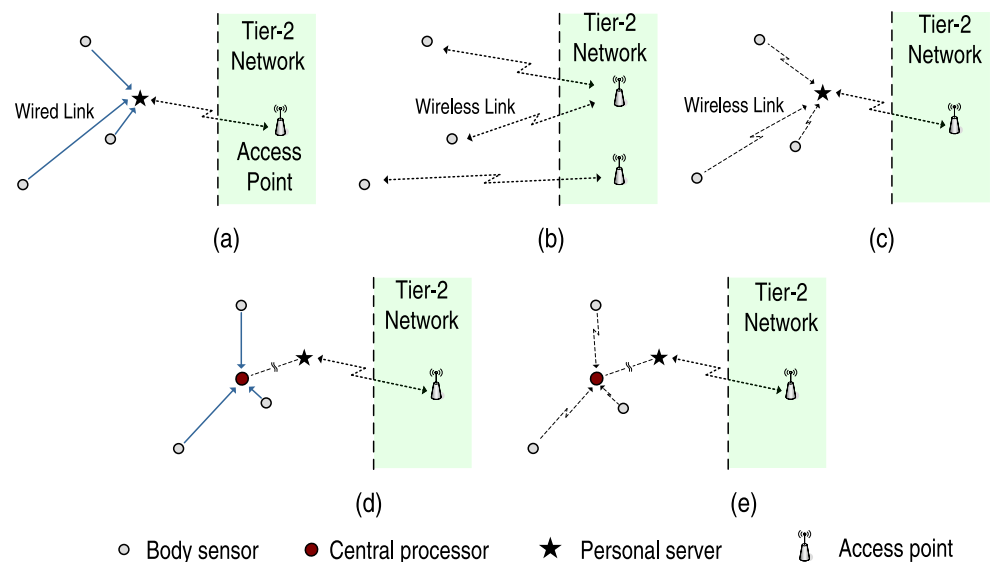 Tier-2
Network
Wired Link
Access
Point
(a)
Tier-2
Network
Wireless Link
(b)
Tier-2
Network
Wireless Link
(c)
Tier-2
Network
(d)
Tier-2
Network
(e)
Body sensor
Central processor
Personal server
Access point